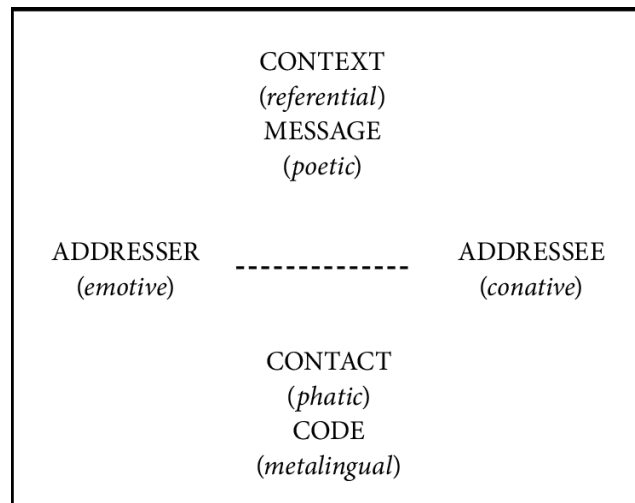 CONTEXT
(referential)
MESSAGE
(poetic)
ADDRESSER ------------- ADDRESSEE
(emotive) (conative)
CONTACT
(phatic)
CODE
(metalingual)